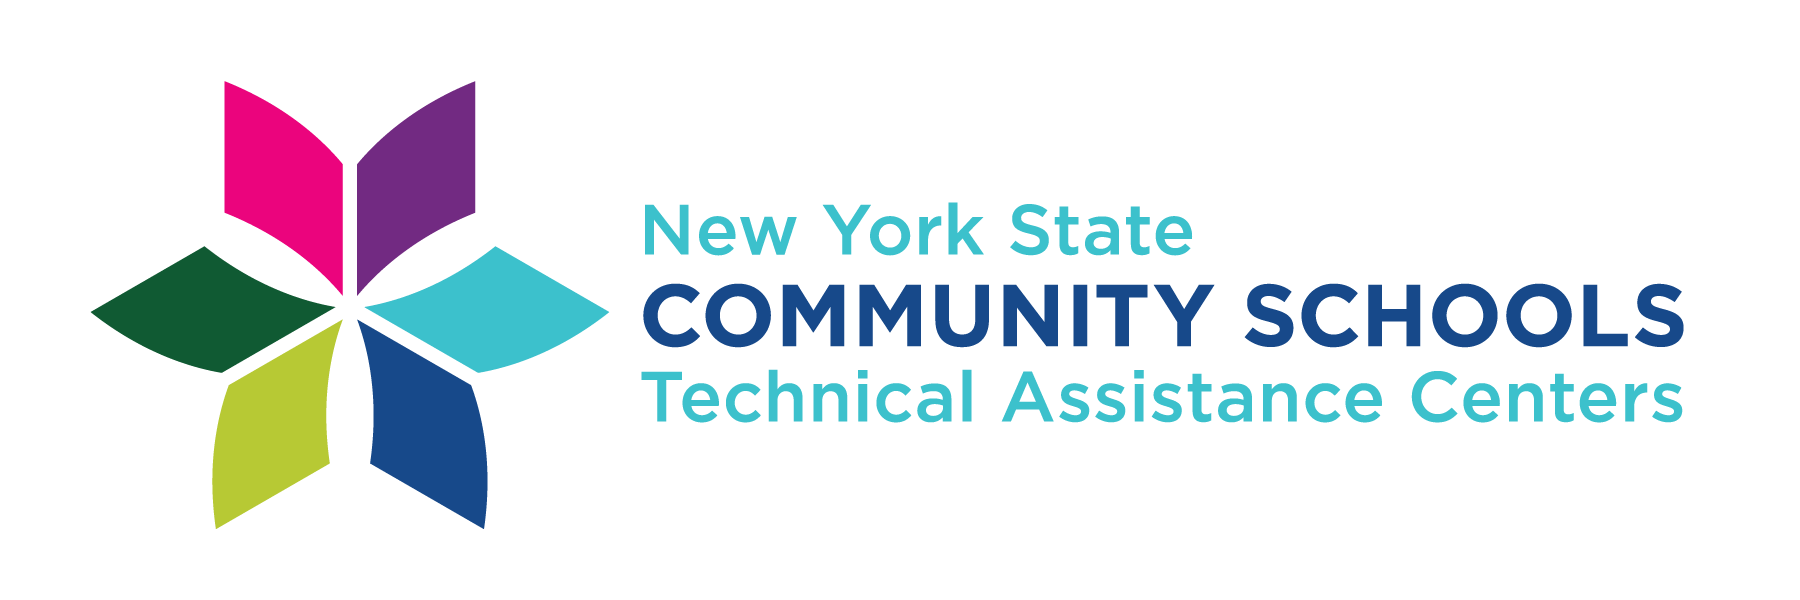 New York State
COMMUNITY SCHOOLS
Technical Assistance Centers